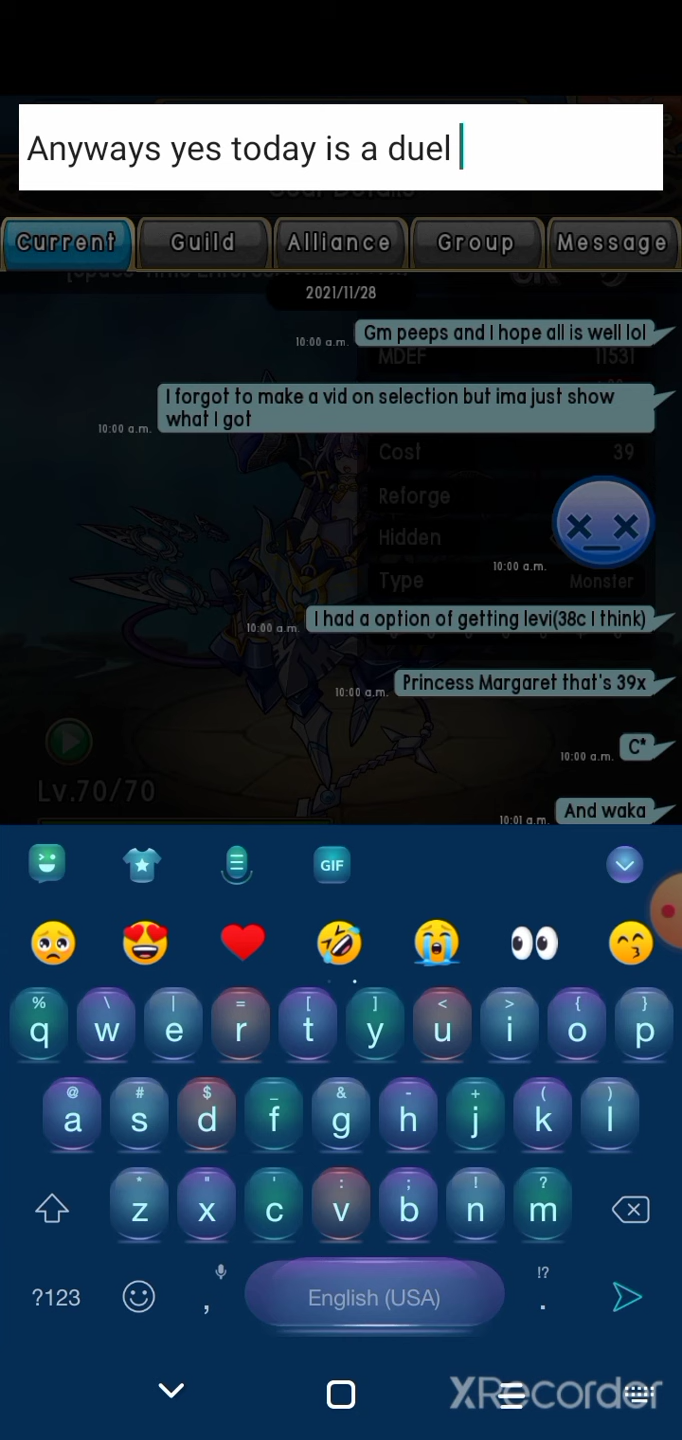 Anyways yes today is a duel
Current Guild Alliance Group Message
2021/11/28
Gm peeps and I hope all is well lol
10:00 a.m.
MDEF 11531
I forgot to make a vid on selection but ima just show
what I got
10:00 a.m.
Cost 39
Reforge
Hidden
10:00 a.m.
Type Monster
I had a option of getting levi(38c I think)
10:00 a.m.
Princess Margaret that's 39x
10:00 a.m.
C*
10:00 a.m.
Lv.70/70
And waka
10:01 a.m.
GIF
% \ | = [ ] < > { }
q w e r t y u i o p
@ # $ _ & - + ( )
a s d f g h j k l
* " ' : ; ! ?
z x c v b n m
!?
?123 , English (USA) .
XRecorder